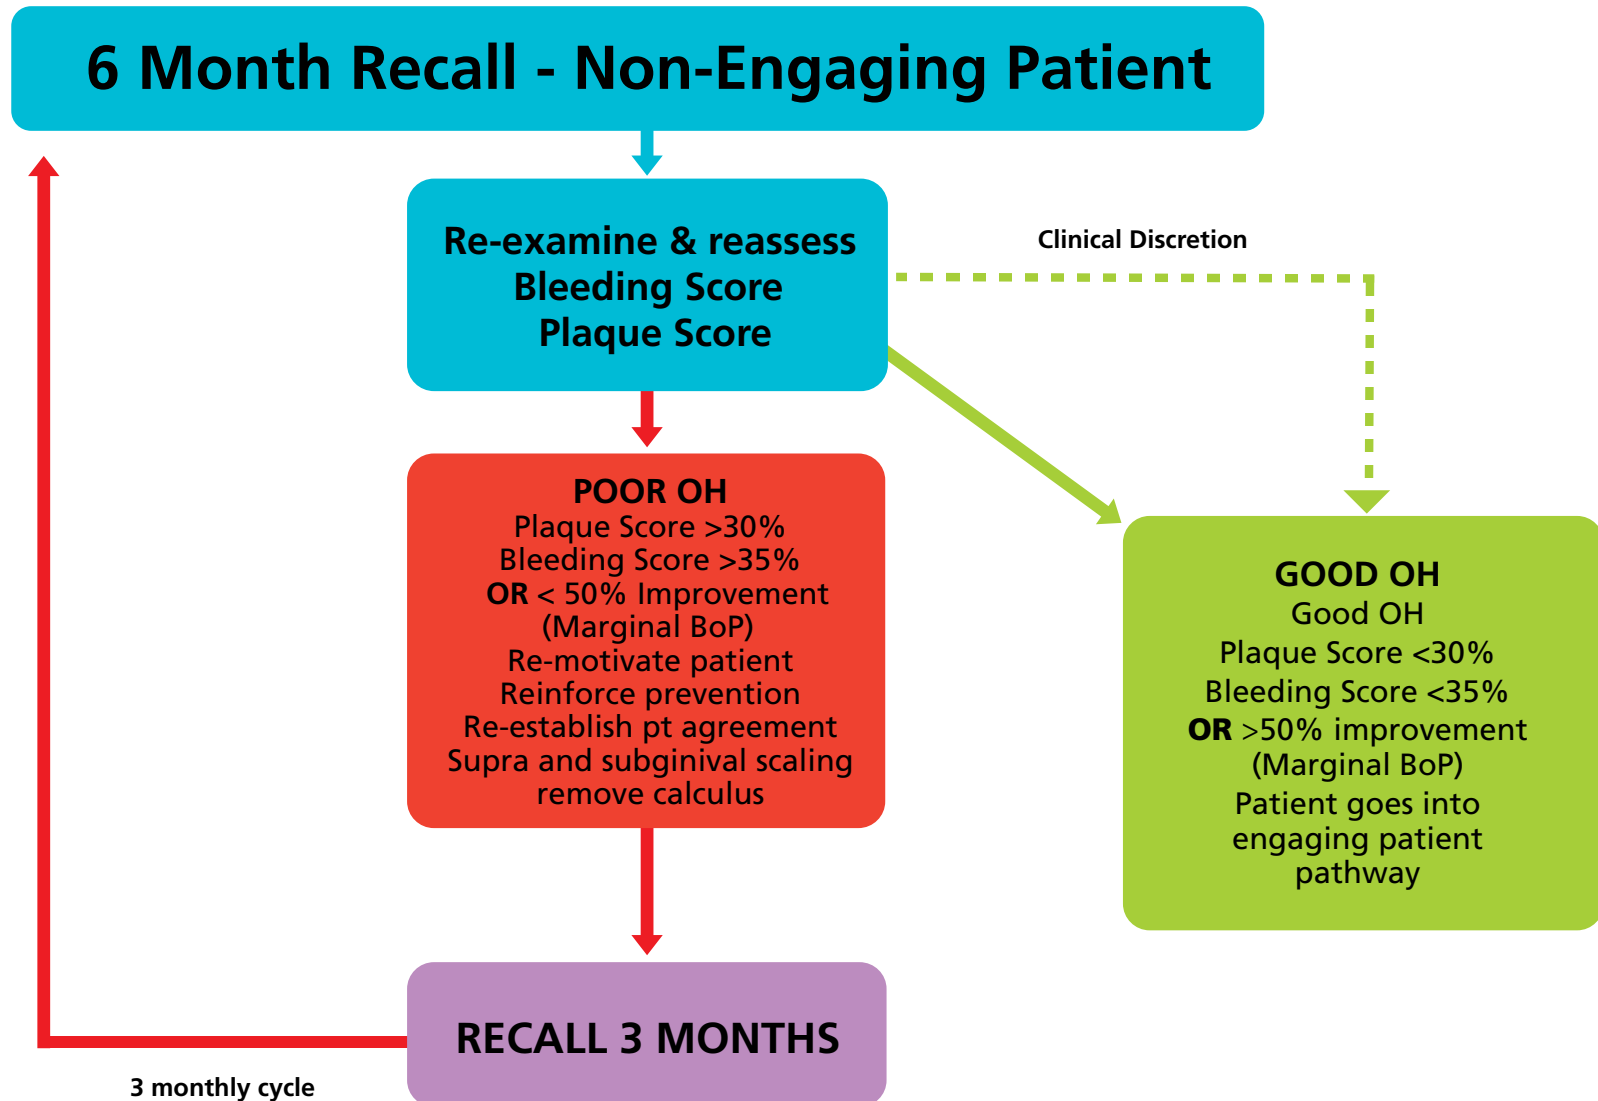 6 Month Recall - Non-Engaging Patient
Re-examine & reassess
Bleeding Score
Plaque Score
Clinical Discretion
POOR OH
Plaque Score >30%
Bleeding Score >35%
OR < 50% Improvement
(Marginal BoP)
Re-motivate patient
Reinforce prevention
Re-establish pt agreement
Supra and subginival scaling
remove calculus
GOOD OH
Good OH
Plaque Score <30%
Bleeding Score <35%
OR >50% improvement
(Marginal BoP)
Patient goes into
engaging patient
pathway
RECALL 3 MONTHS
3 monthly cycle